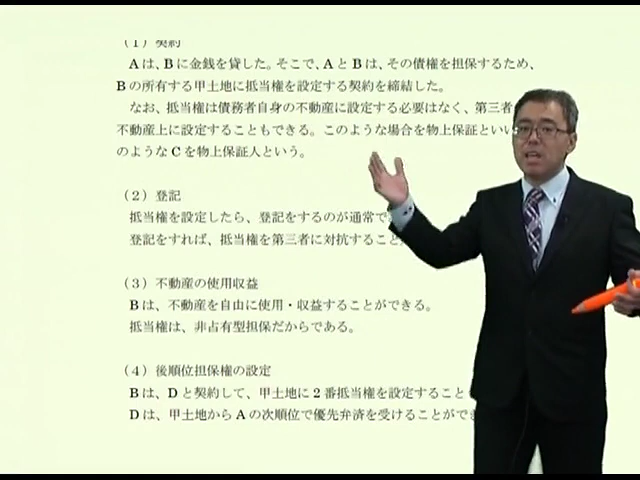 （1）契約
Aは、Bに金銭を貸した。そこで、AとBは、その債権を担保するため、
Bの所有する甲土地に抵当権を設定する契約を締結した。
なお、抵当権は債務者自身の不動産に設定する必要はなく、第三者
不動産上に設定することもできる。このような場合を物上保証とい
のようなCを物上保証人という。
（2）登記
抵当権を設定したら、登記をするのが通常で
登記をすれば、抵当権を第三者に対抗すること
（3）不動産の使用収益
Bは、不動産を自由に使用・収益することができる。
抵当権は、非占有型担保だからである。
（4）後順位担保権の設定
Bは、Dと契約して、甲土地に2番抵当権を設定すること
Dは、甲土地からAの次順位で優先弁済を受けることができ